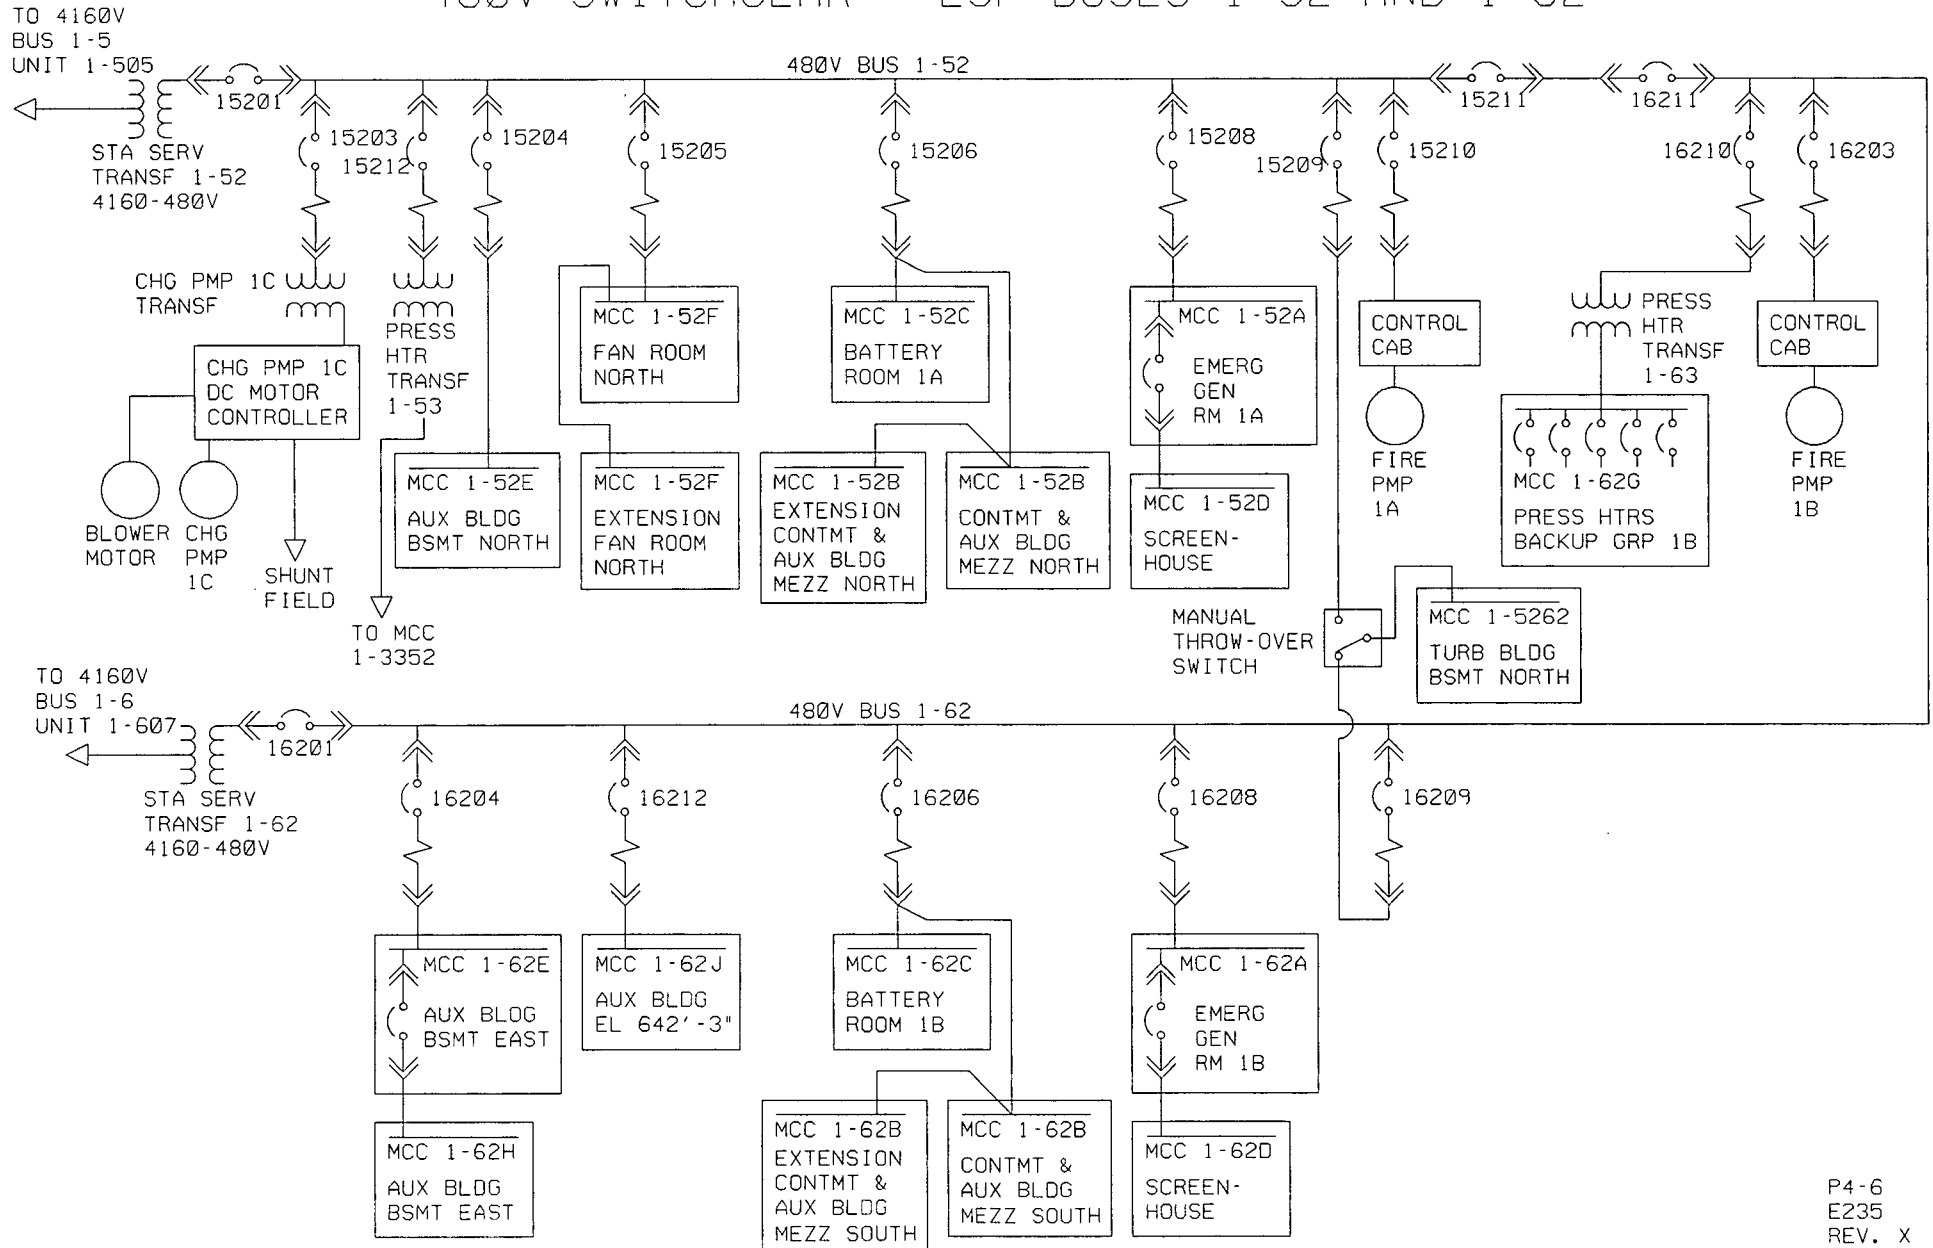 480V SWITCHGEAR - ESF BUSES 1-52 AND 1-62
TO 4160V
BUS 1-5
UNIT 1-505
480V BUS 1-52
15201
15211
16211
STA SERV
TRANSF 1-52
4160-480V
15203
15212
15204
15205
15206
15208
15209
15210
16210
16203
CHG PMP 1C
TRANSF
PRESS
HTR
TRANSF
1-53
CHG PMP 1C
DC MOTOR
CONTROLLER
BLOWER
MOTOR
CHG
PMP
1C
SHUNT
FIELD
TO MCC
1-3352
MCC 1-52E
AUX BLDG
BSMT NORTH
MCC 1-52F
FAN ROOM
NORTH
MCC 1-52F
EXTENSION
FAN ROOM
NORTH
MCC 1-52C
BATTERY
ROOM 1A
MCC 1-52B
EXTENSION
CONTMT &
AUX BLDG
MEZZ NORTH
MCC 1-52B
CONTMT &
AUX BLDG
MEZZ NORTH
MCC 1-52A
EMERG
GEN
RM 1A
MCC 1-52D
SCREEN-
HOUSE
CONTROL
CAB
FIRE
PMP
1A
PRESS
HTR
TRANSF
1-63
MCC 1-62G
PRESS HTRS
BACKUP GRP 1B
CONTROL
CAB
FIRE
PMP
1B
MANUAL
THROW-OVER
SWITCH
MCC 1-5262
TURB BLDG
BSMT NORTH
TO 4160V
BUS 1-6
UNIT 1-607
480V BUS 1-62
16201
STA SERV
TRANSF 1-62
4160-480V
16204
16212
16206
16208
16209
MCC 1-62E
AUX BLDG
BSMT EAST
MCC 1-62H
AUX BLDG
BSMT EAST
MCC 1-62J
AUX BLDG
EL 642'-3"
MCC 1-62C
BATTERY
ROOM 1B
MCC 1-62B
EXTENSION
CONTMT &
AUX BLDG
MEZZ SOUTH
MCC 1-62B
CONTMT &
AUX BLDG
MEZZ SOUTH
MCC 1-62A
EMERG
GEN
RM 1B
MCC 1-62D
SCREEN-
HOUSE
P4-6
E235
REV. X